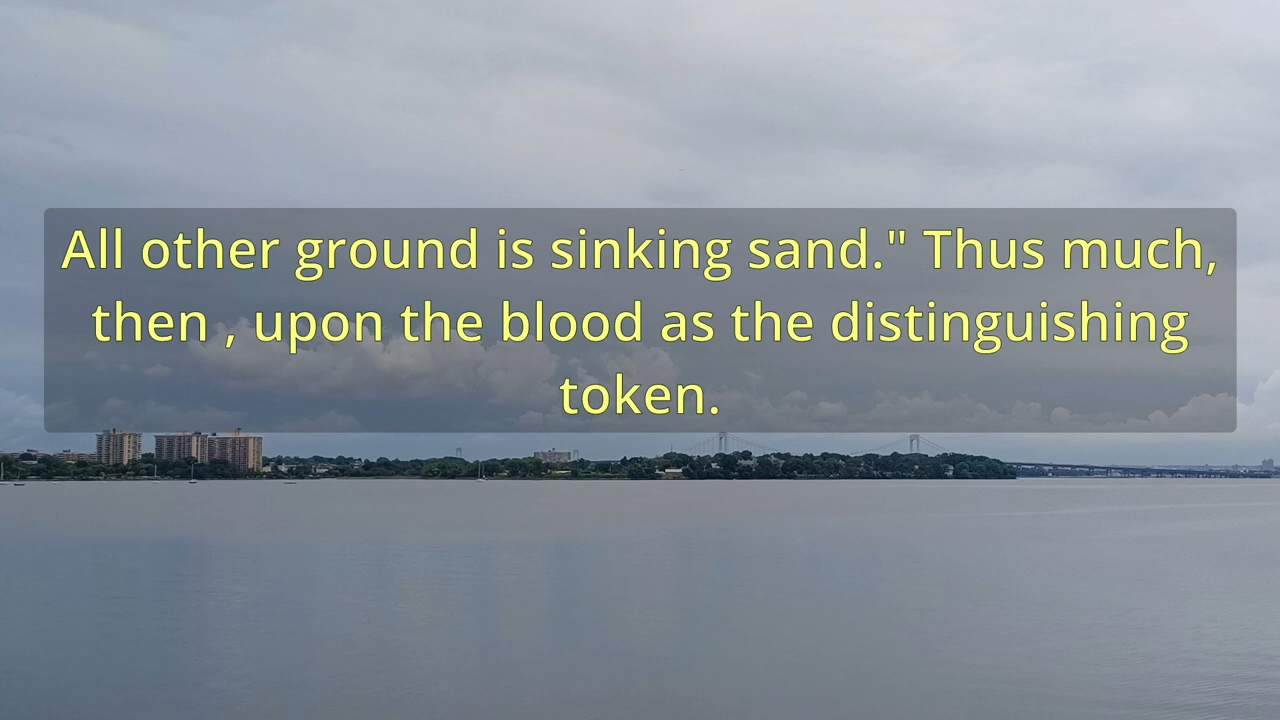 All other ground is sinking sand." Thus much,
then , upon the blood as the distinguishing
token.